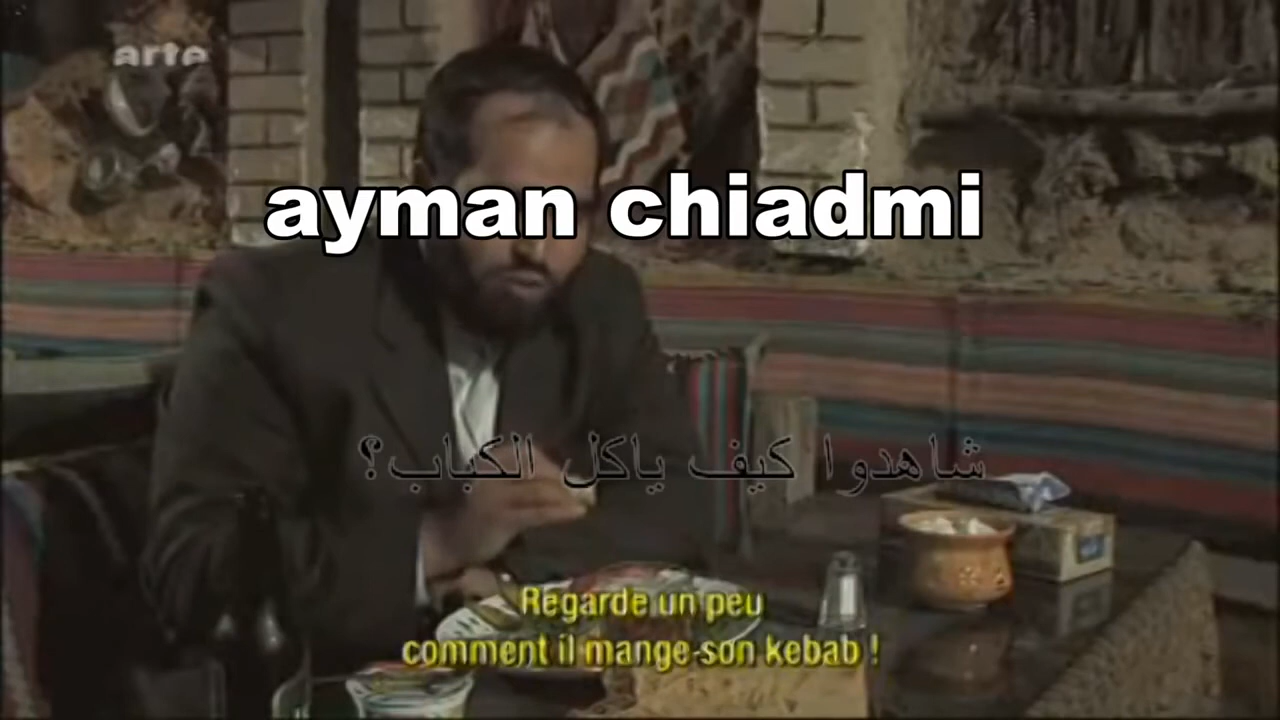 arte
ayman chiadmi
شاهدوا كيف ياكل الكباب؟
Regarde un peu
comment il mange-son kebab !